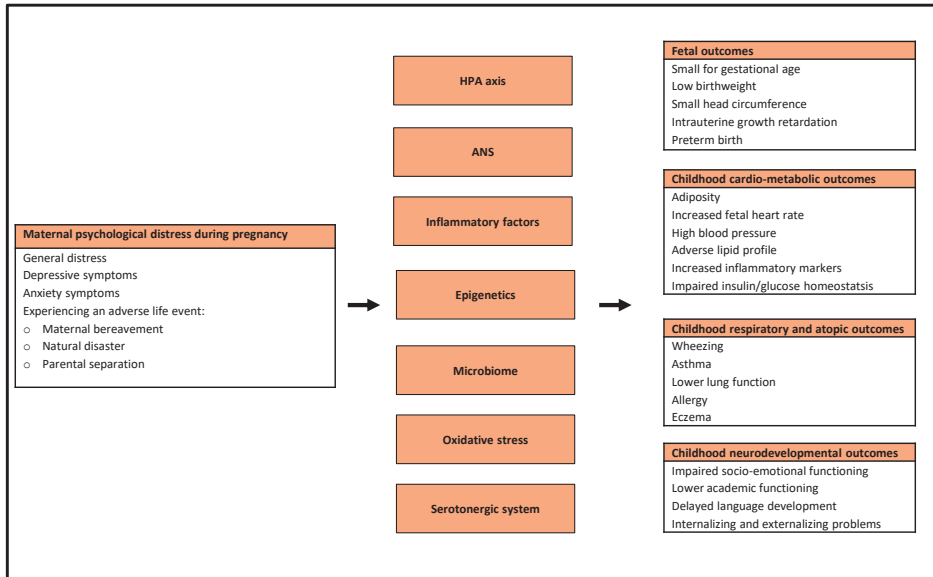 Maternal psychological distress during pregnancy
General distress
Depressive symptoms
Anxiety symptoms
Experiencing an adverse life event:
o Maternal bereavement
o Natural disaster
o Parental separation
HPA axis
ANS
Inflammatory factors
Epigenetics
Microbiome
Oxidative stress
Serotonergic system
Fetal outcomes
Small for gestational age
Low birthweight
Small head circumference
Intrauterine growth retardation
Preterm birth
Childhood cardio-metabolic outcomes
Adiposity
Increased fetal heart rate
High blood pressure
Adverse lipid profile
Increased inflammatory markers
Impaired insulin/glucose homeostatsis
Childhood respiratory and atopic outcomes
Wheezing
Asthma
Lower lung function
Allergy
Eczema
Childhood neurodevelopmental outcomes
Impaired socio-emotional functioning
Lower academic functioning
Delayed language development
Internalizing and externalizing problems